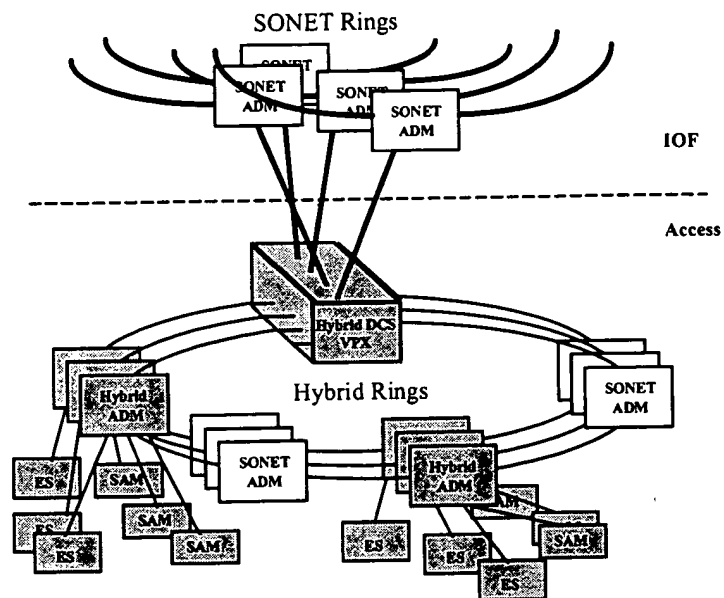 SONET Rings
SONET
SONET
ADM
SONET
ADM
SONET
ADM
IOF
Access
Hybrid DCS
VPX
Hybrid Rings
Hybrid
ADM
SONET
ADM
SONET
ADM
Hybrid
ADM
ES
SAM
ES
ES
SAM
SAM
ES
ES
ES
SAM
SAM